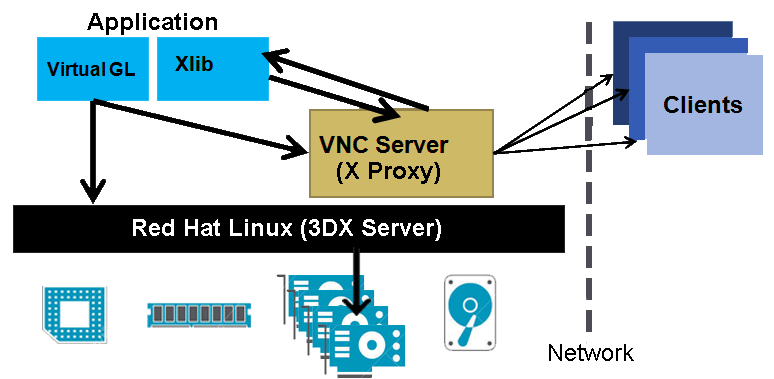 Application
Virtual GL
Xlib
VNC Server
(X Proxy)
Clients
Red Hat Linux (3DX Server)
Network